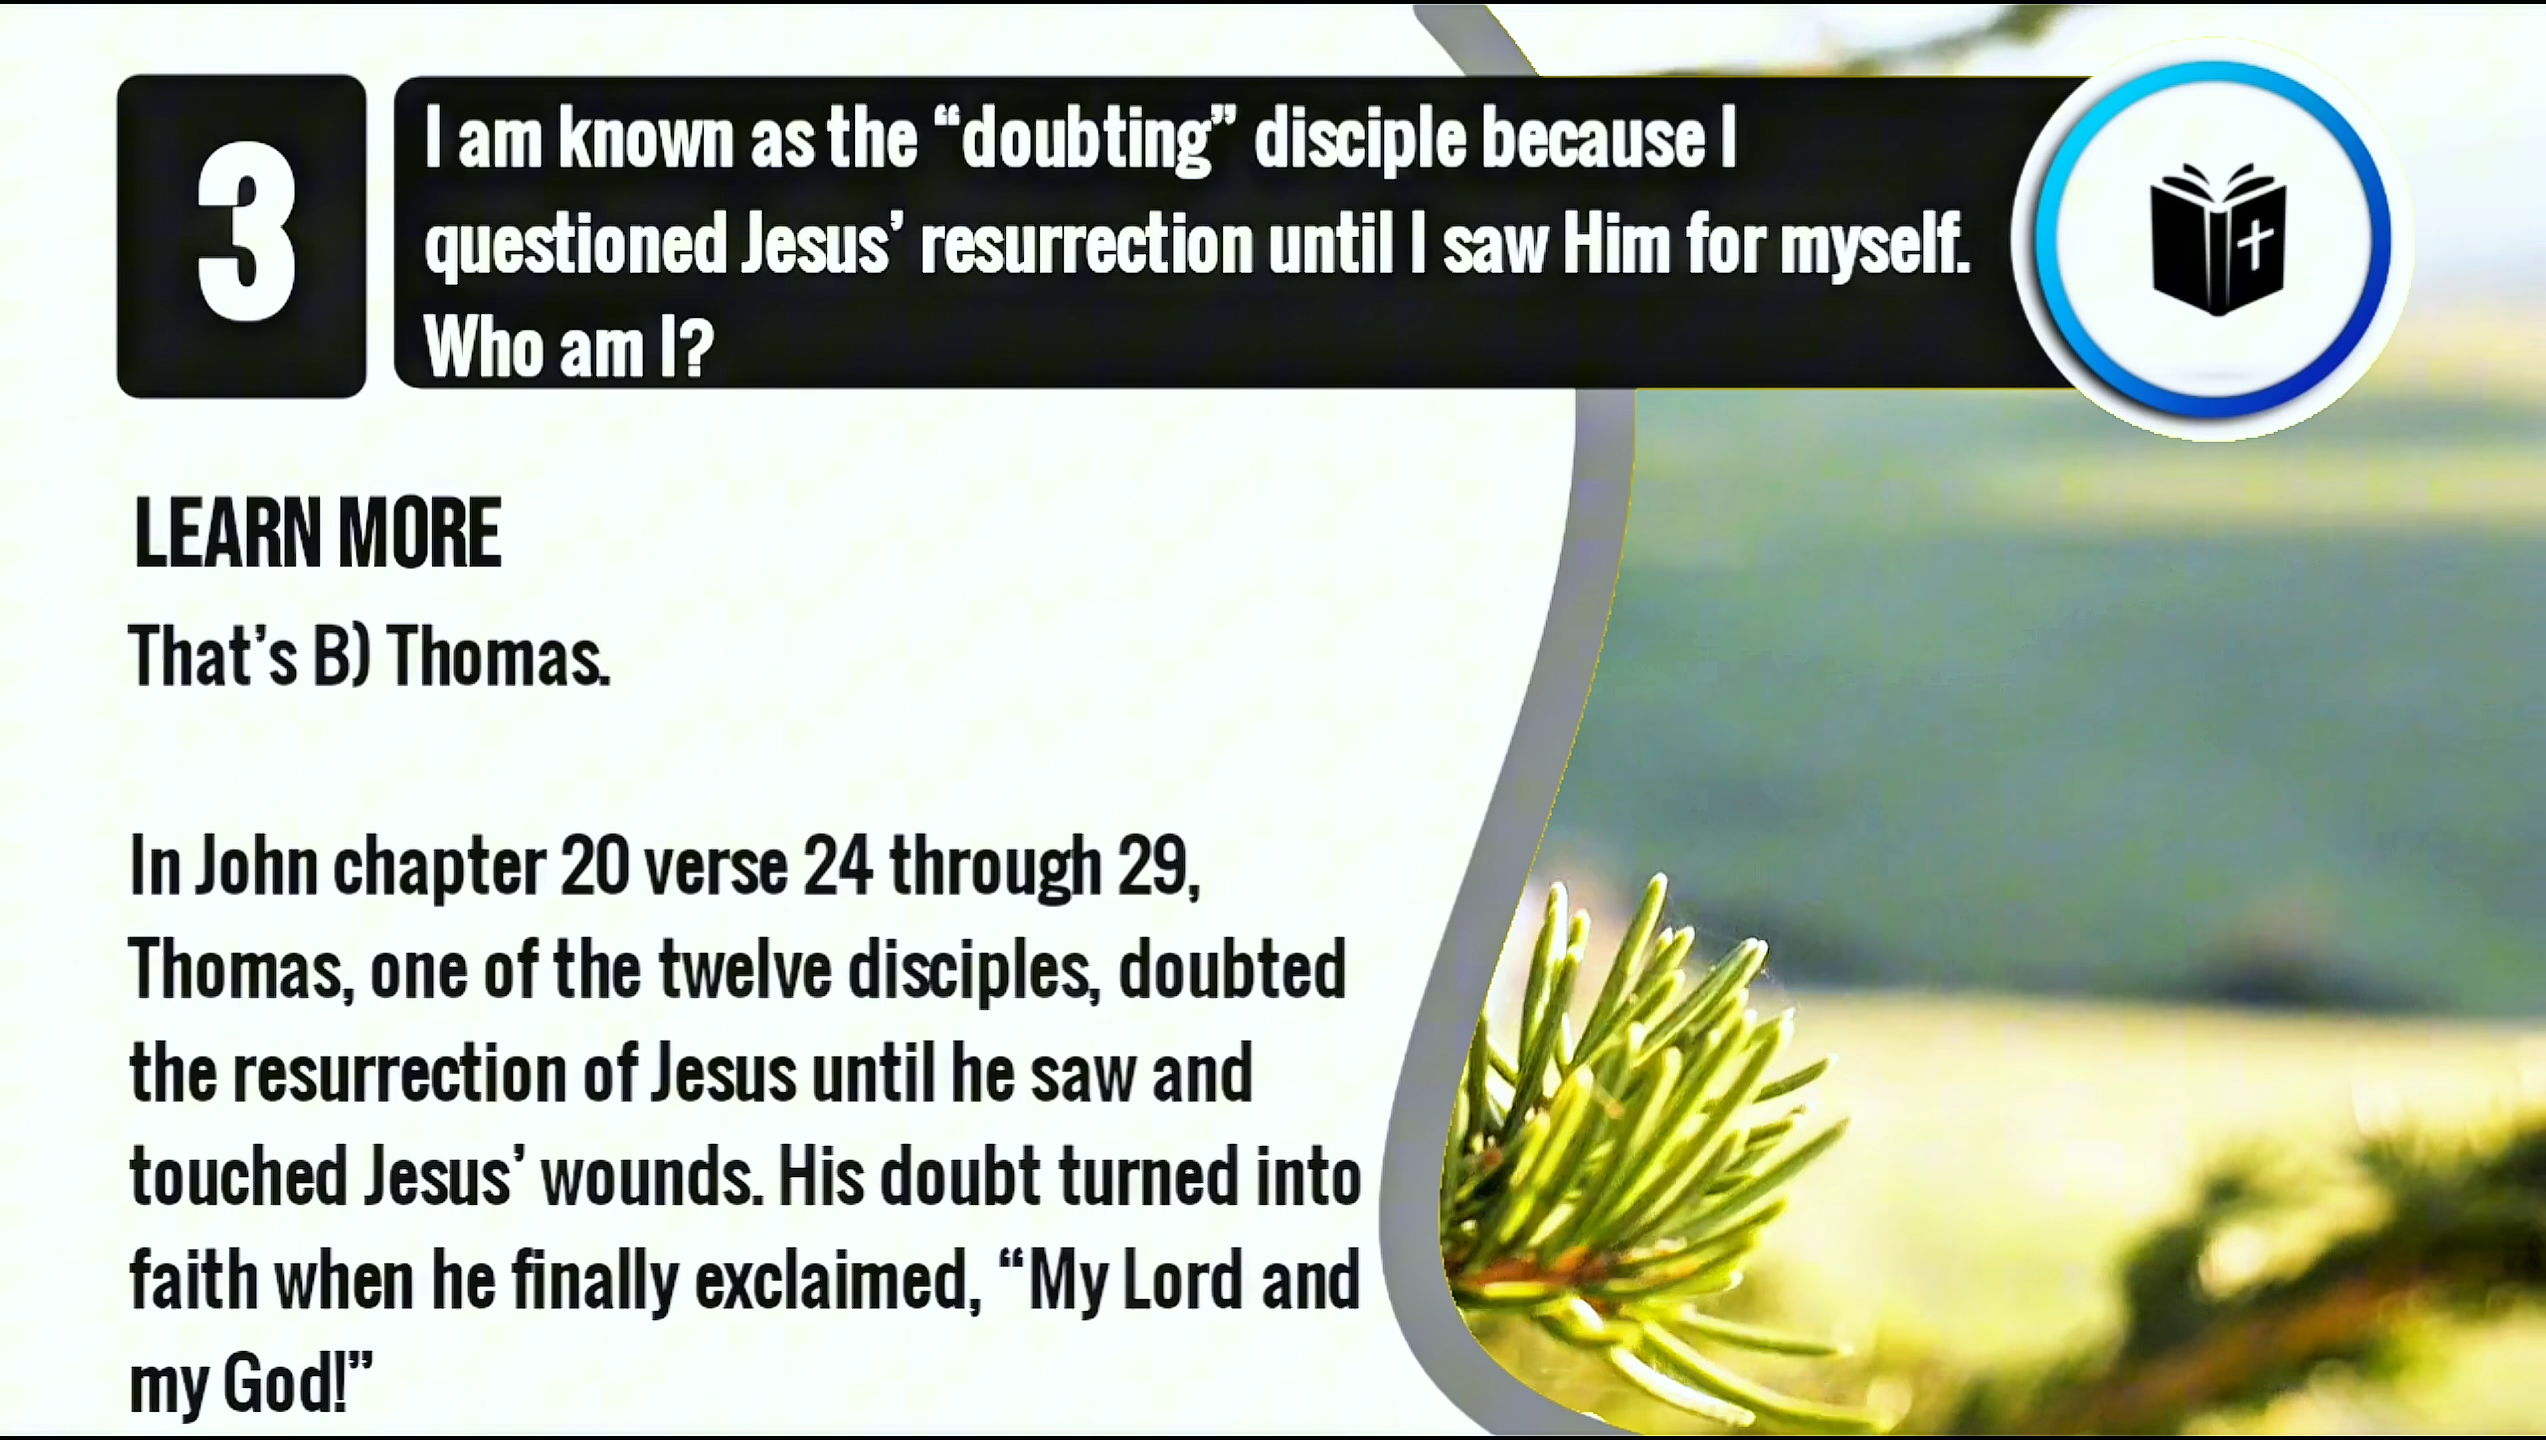 3
I am known as the “doubting” disciple because I
questioned Jesus’ resurrection until I saw Him for myself.
Who am I?
LEARN MORE
That’s B) Thomas.
In John chapter 20 verse 24 through 29,
Thomas, one of the twelve disciples, doubted
the resurrection of Jesus until he saw and
touched Jesus’ wounds. His doubt turned into
faith when he finally exclaimed, “My Lord and
my God!”